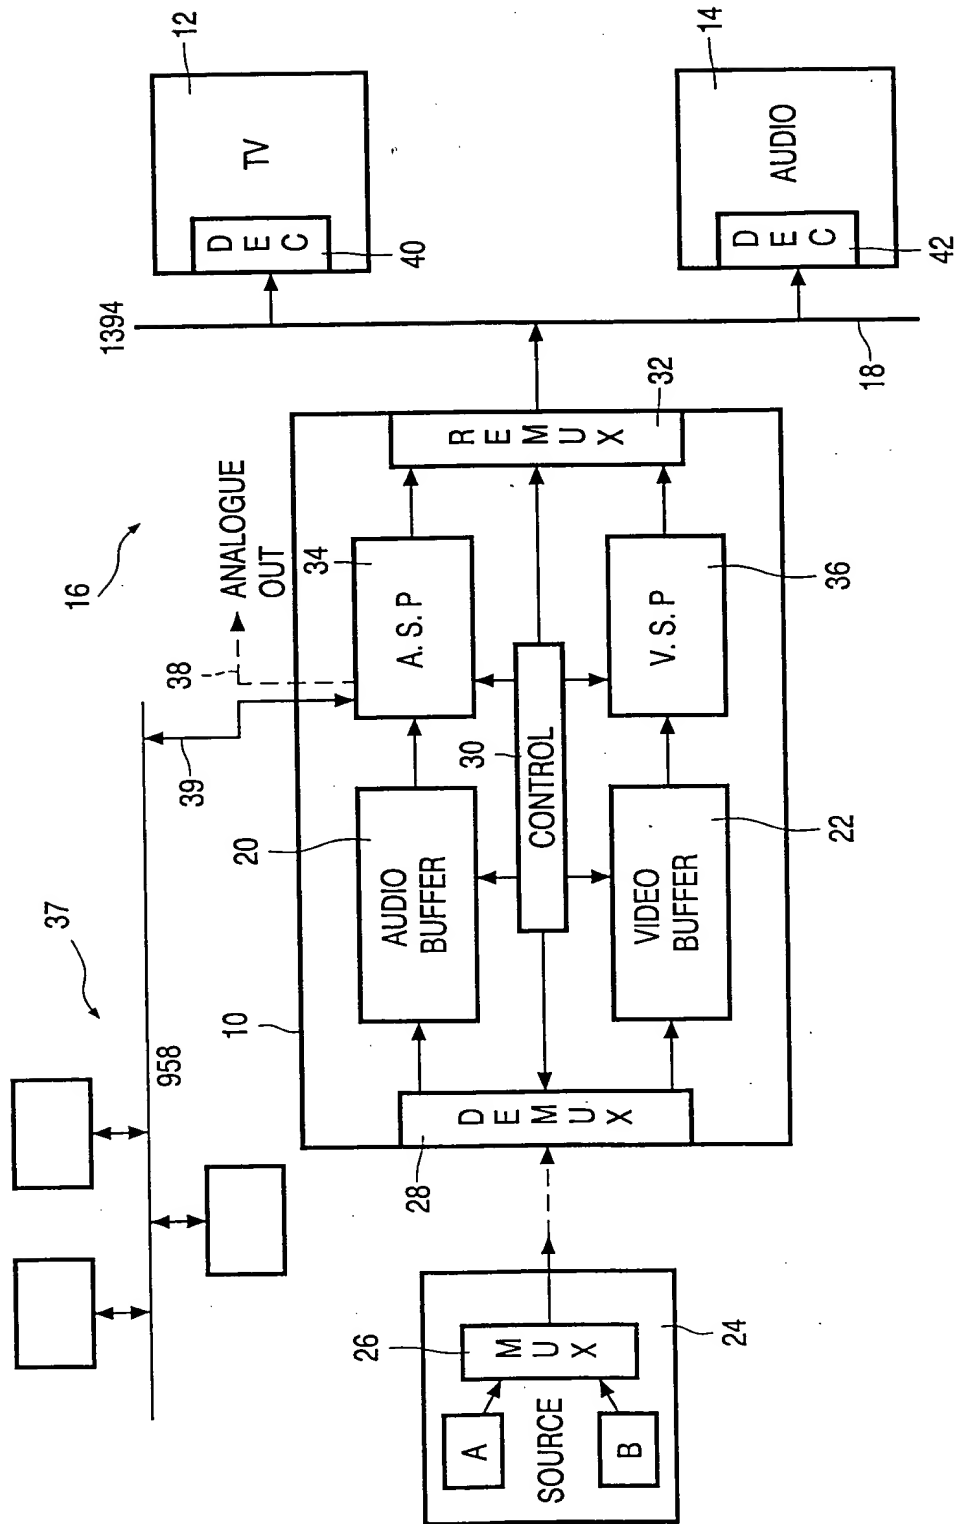 16
37
958
39
38
ANALOGUE
OUT
1394
12
TV
DEC
40
10
20
AUDIO
BUFFER
34
A.S.P
28
DEMUX
30
CONTROL
REMUX
32
VIDEO
BUFFER
22
V.S.P
36
18
14
AUDIO
DEC
42
A
B
SOURCE
26
MUX
24